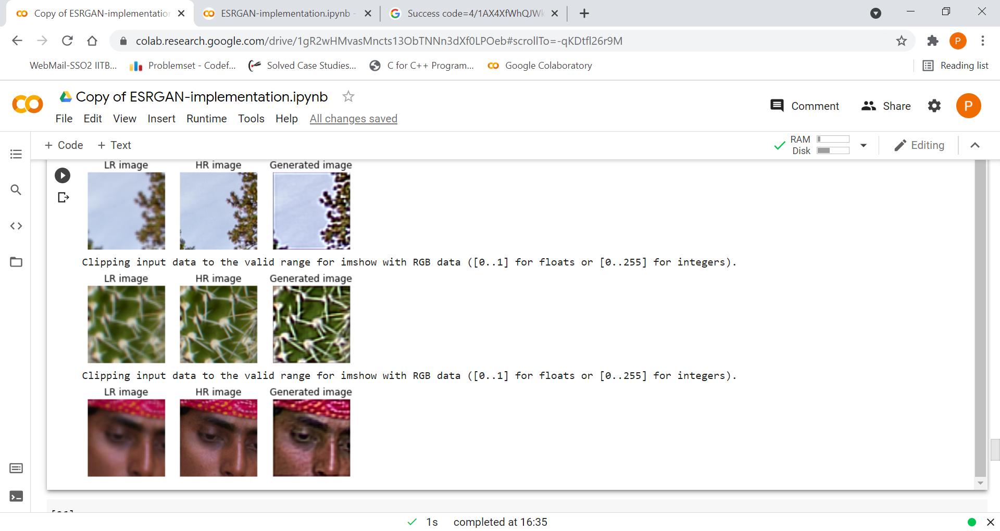 Copy of ESRGAN-implementation
ESRGAN-implementation.ipynb -
Success code=4/1AX4XfWhQJWk
colab.research.google.com/drive/1gR2wHMvasMncts13ObTNNn3dXf0LPOeb#scrollTo=-qKDtfl26r9M
P
WebMail-SSO2 IITB...
Problemset - Codef...
Solved Case Studies...
C for C++ Program...
Google Colaboratory
Reading list
Copy of ESRGAN-implementation.ipynb
Comment
Share
P
File Edit View Insert Runtime Tools Help All changes saved
+ Code + Text
RAM
Disk
Editing
LR image HR image Generated image
Clipping input data to the valid range for imshow with RGB data ([0..1] for floats or [0..255] for integers).
LR image HR image Generated image
Clipping input data to the valid range for imshow with RGB data ([0..1] for floats or [0..255] for integers).
LR image HR image Generated image
1s completed at 16:35